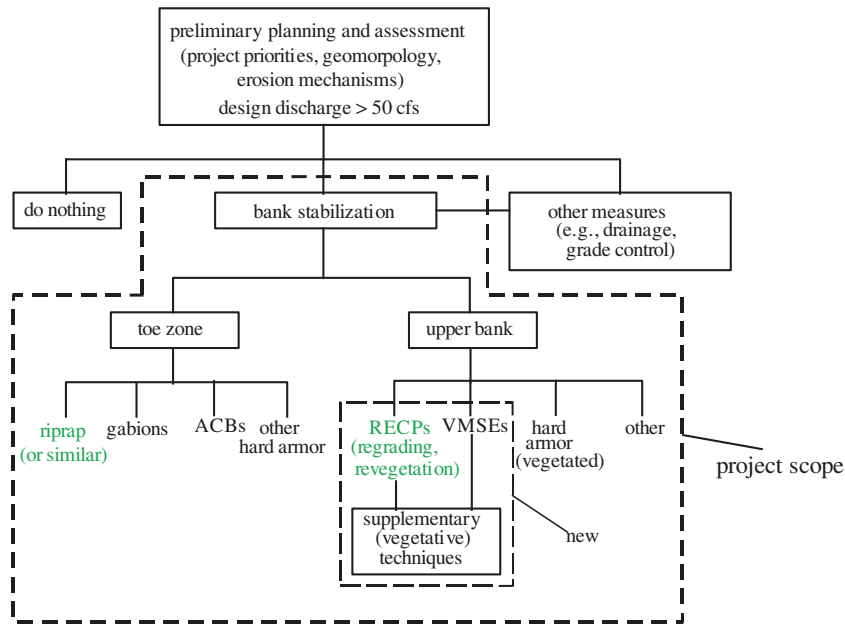 preliminary planning and assessment
(project priorities, geomorpology,
erosion mechanisms)
design discharge > 50 cfs
do nothing
bank stabilization
other measures
(e.g., drainage,
grade control)
toe zone
upper bank
riprap
(or similar)
gabions
ACBs
other
hard armor
RECPs
(regrading,
revegetation)
VMSEs
hard
armor
(vegetated)
other
project scope
supplementary
(vegetative)
techniques
new